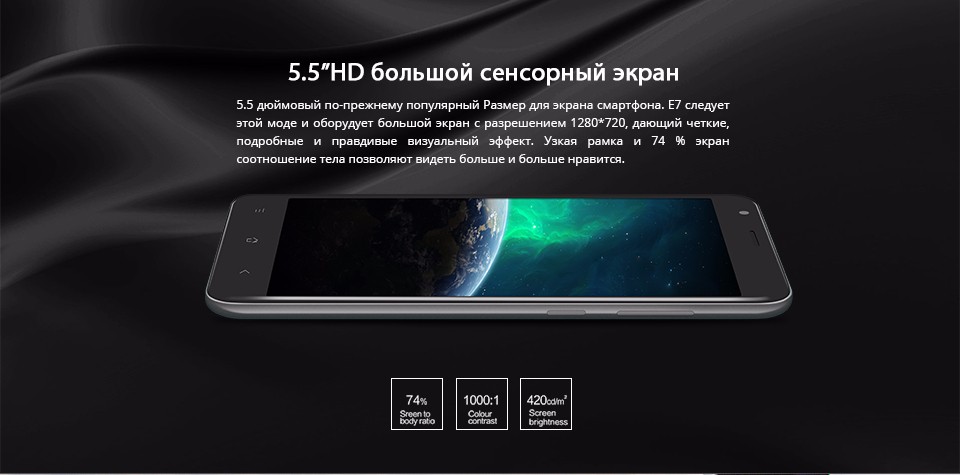 5.5”HD большой сенсорный экран
5.5 дюймовый по-прежнему популярный Размер для экрана смартфона. E7 следует
этой моде и оборудует большой экран с разрешением 1280*720, дающий четкие,
подробные и правдивые визуальный эффект. Узкая рамка и 74 % экран
соотношение тела позволяют видеть больше и больше нравится.
74%
Sreen to
body ratio
1000:1
Colour
contrast
420cd/m²
Screen
brightness